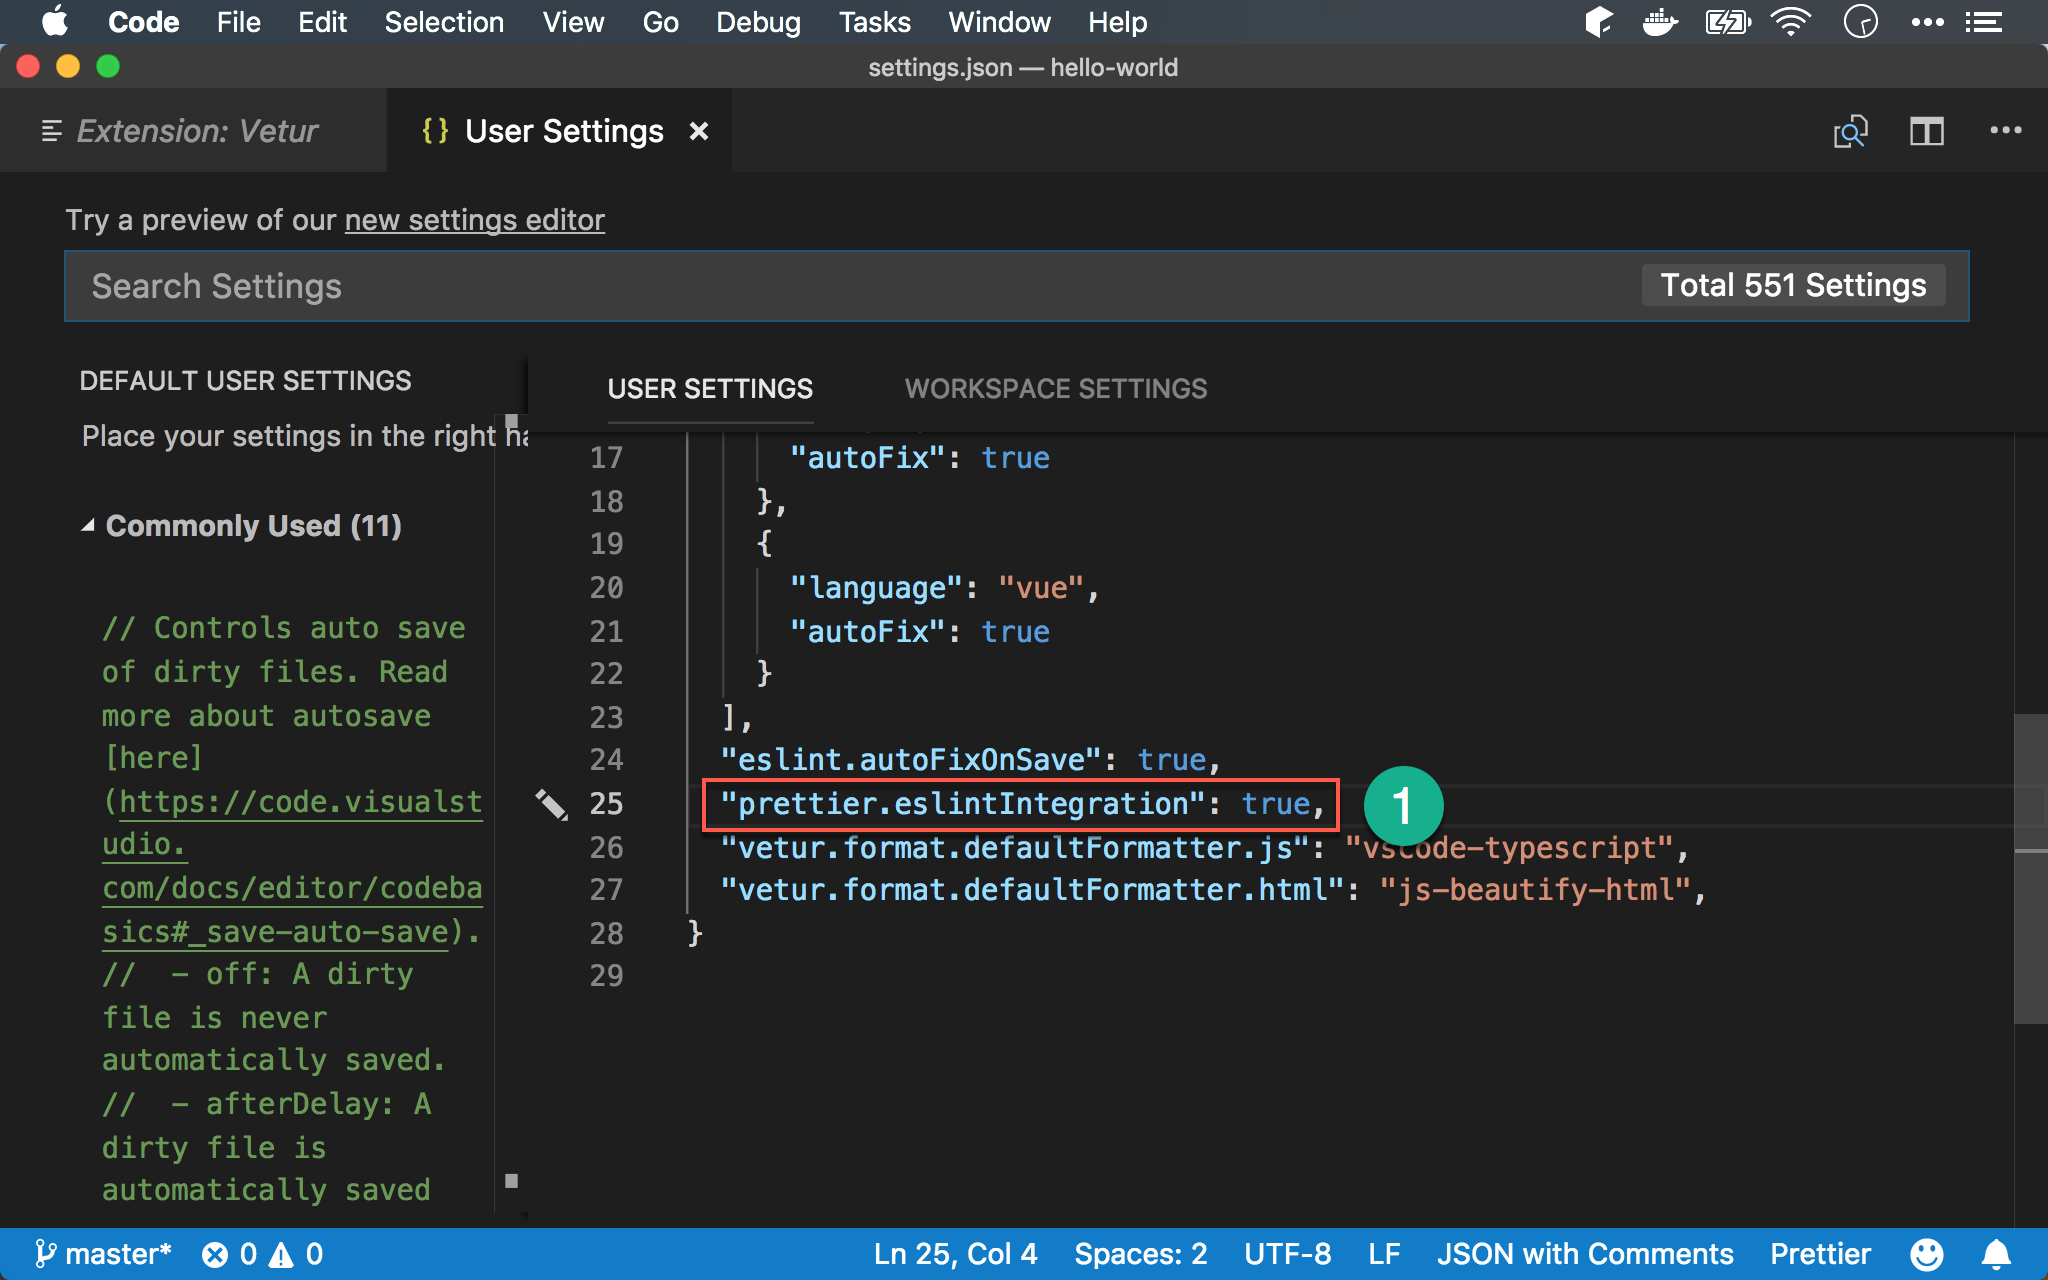 Code File Edit Selection View Go Debug Tasks Window Help
settings.json — hello-world
Extension: Vetur
{} User Settings ×
Try a preview of our new settings editor
Search Settings
Total 551 Settings
DEFAULT USER SETTINGS
Place your settings in the right ha
Commonly Used (11)
// Controls auto save
of dirty files. Read
more about autosave
[here]
(https://code.visualst
udio.
com/docs/editor/codeba
sics#_save-auto-save).
//  - off: A dirty
file is never
automatically saved.
//  - afterDelay: A
dirty file is
automatically saved
USER SETTINGS WORKSPACE SETTINGS
17 "autoFix": true
18 },
19 {
20 "language": "vue",
21 "autoFix": true
22 }
23 ],
24 "eslint.autoFixOnSave": true,
25 "prettier.eslintIntegration": true,
1
26 "vetur.format.defaultFormatter.js": "vscode-typescript",
27 "vetur.format.defaultFormatter.html": "js-beautify-html",
28 }
29
master* 0 0
Ln 25, Col 4 Spaces: 2 UTF-8 LF JSON with Comments Prettier